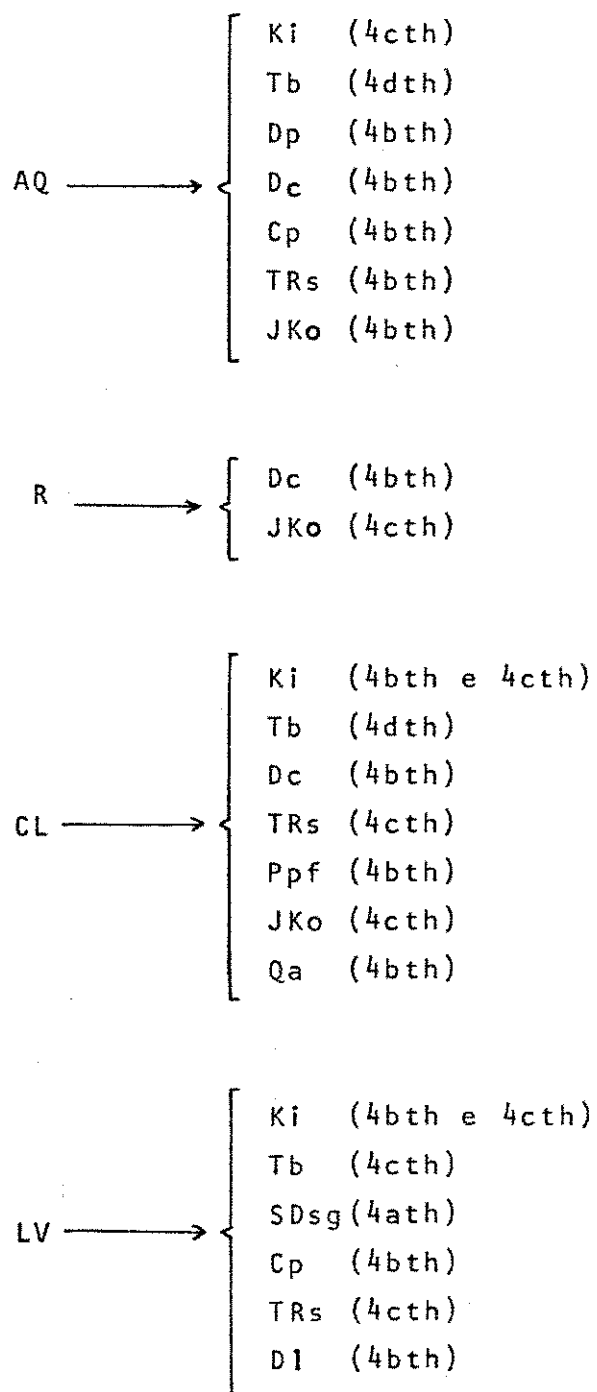 Ki (4cth)
Tb (4dth)
Dp (4bth)
AQ → Dc (4bth)
Cp (4bth)
TRs (4bth)
JKo (4bth)
R → Dc (4bth)
JKo (4cth)
Ki (4bth e 4cth)
Tb (4dth)
Dc (4bth)
CL → TRs (4cth)
Ppf (4bth)
JKo (4cth)
Qa (4bth)
Ki (4bth e 4cth)
Tb (4cth)
SDsg (4ath)
LV → Cp (4bth)
TRs (4cth)
Dl (4bth)